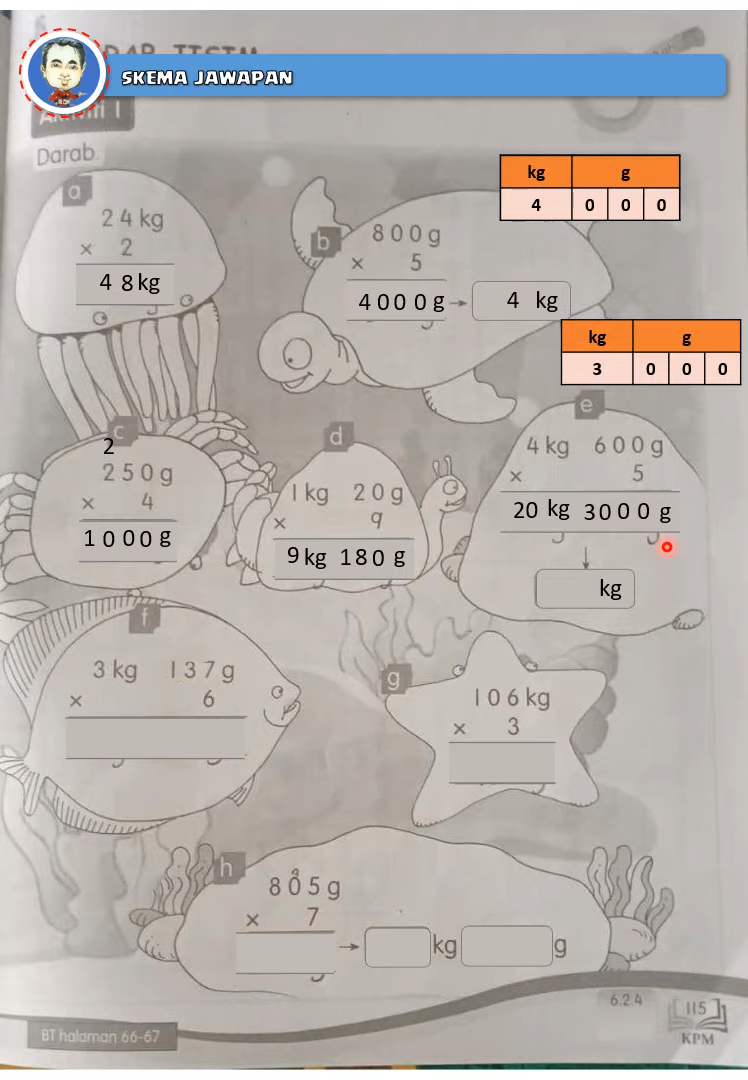 SKEMA JAWAPAN
Aktiviti 1
Darab.
a
24 kg
× 2
48 kg
b
800 g
× 5
4000 g → 4 kg
kg g
4 0 0 0
kg g
3 0 0 0
c
2
250 g
× 4
1000 g
d
1 kg 20 g
× 9
9 kg 180 g
e
4 kg 600 g
× 5
20 kg 3000 g
↓
kg
f
3 kg 137 g
× 6
g
106 kg
× 3
h
805 g
× 7
→ kg g
6.2.4
115
KPM
BT halaman 66-67